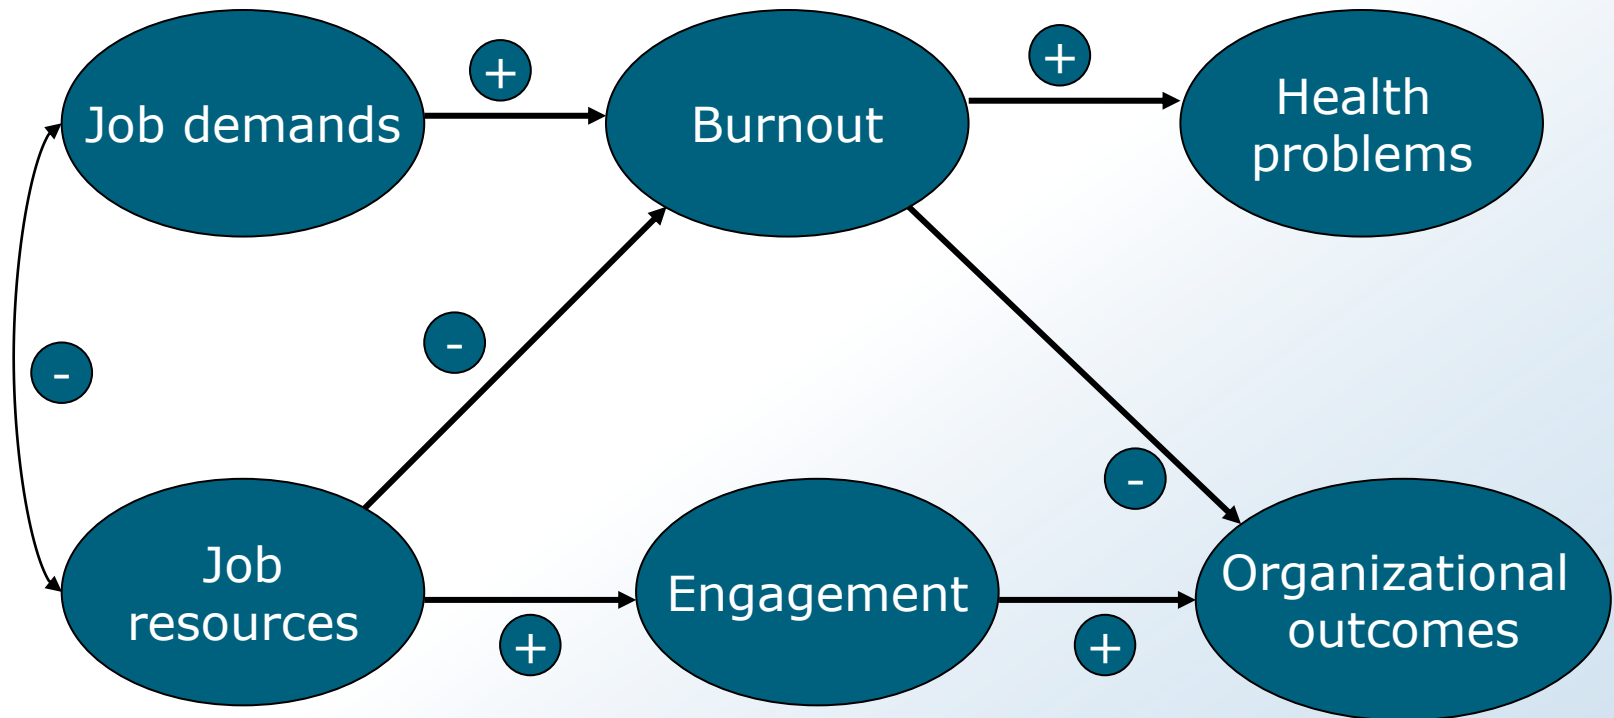 +
+
Job demands
Burnout
Health
problems
-
-
-
Job
resources
Engagement
Organizational
outcomes
+
+